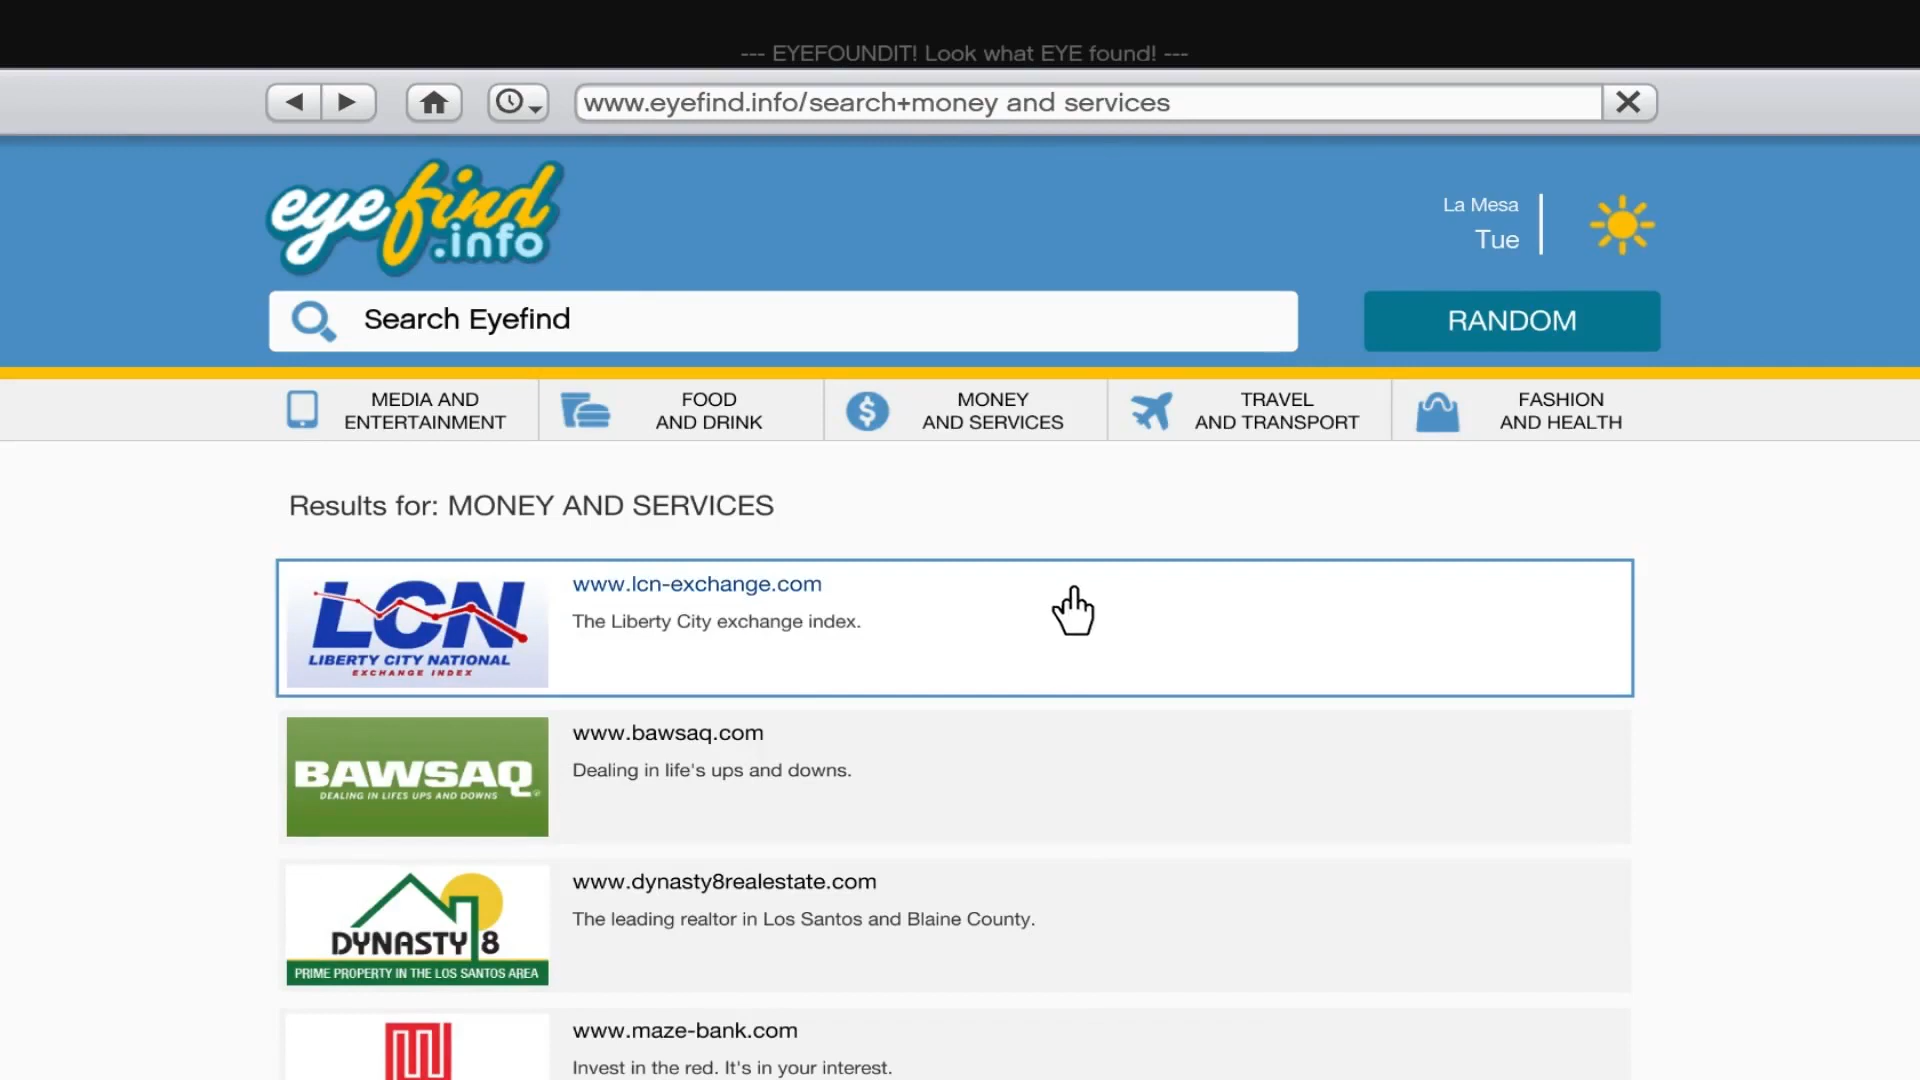 --- EYEFOUNDIT! Look what EYE found! ---
www.eyefind.info/search+money and services
eyefind
.info
La Mesa
Tue
Search Eyefind
RANDOM
MEDIA AND
ENTERTAINMENT
FOOD
AND DRINK
MONEY
AND SERVICES
TRAVEL
AND TRANSPORT
FASHION
AND HEALTH
Results for: MONEY AND SERVICES
LCN
LIBERTY CITY NATIONAL
EXCHANGE INDEX
www.lcn-exchange.com
The Liberty City exchange index.
BAWSAQ
DEALING IN LIFE'S UPS AND DOWNS
www.bawsaq.com
Dealing in life's ups and downs.
DYNASTY 8
PRIME PROPERTY IN THE LOS SANTOS AREA
www.dynasty8realestate.com
The leading realtor in Los Santos and Blaine County.
www.maze-bank.com
Invest in the red. It's in your interest.